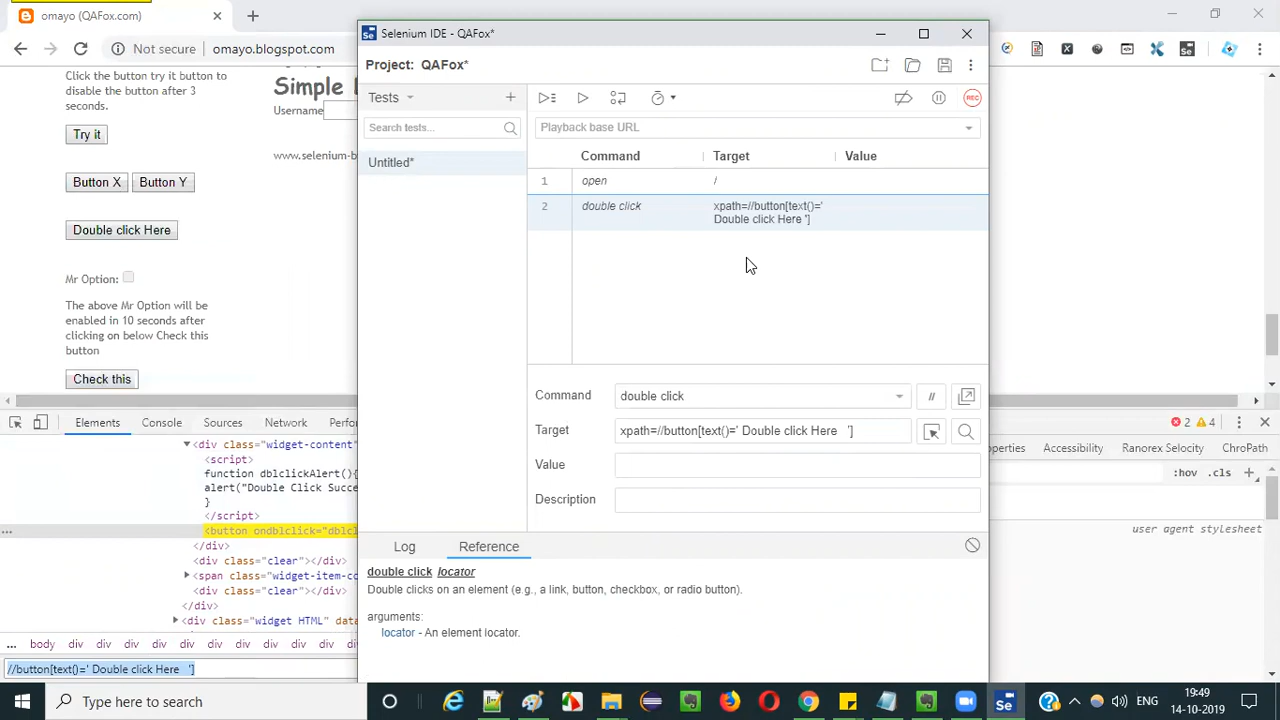 omayo (QAFox.com)
Not secure
omayo.blogspot.com
Click the button try it button to
disable the button after 3
seconds.
Try it
Button X
Button Y
Double click Here
Mr Option:
The above Mr Option will be
enabled in 10 seconds after
clicking on below Check this
button
Check this
Username
www.selenium-b
Selenium IDE - QAFox*
Project: QAFox*
Tests
Search tests...
Untitled*
REC
Playback base URL
Command Target Value
1 open /
2 double click xpath=//button[text()='
Double click Here ']
Command double click //
Target xpath=//button[text()=' Double click Here ']
Value
Description
Log Reference
double click locator
Double clicks on an element (e.g., a link, button, checkbox, or radio button).
arguments:
locator - An element locator.
Elements Console Sources Network
2 4
Accessibility ChroPath
:hov .cls
user agent stylesheet
<div class="widget-content"
<script>
function dblclickAlert(){
alert("Double Click Succe
}
</script>
... <button ondblclick="dblcl
</div>
<div class="clear"></div>
<span class="widget-item-co
<div class="clear"></div>
</div>
<div class="widget HTML" data
... body div div div div div div
//button[text()=' Double click Here ']
Type here to search
ENG
19:49
14-10-2019